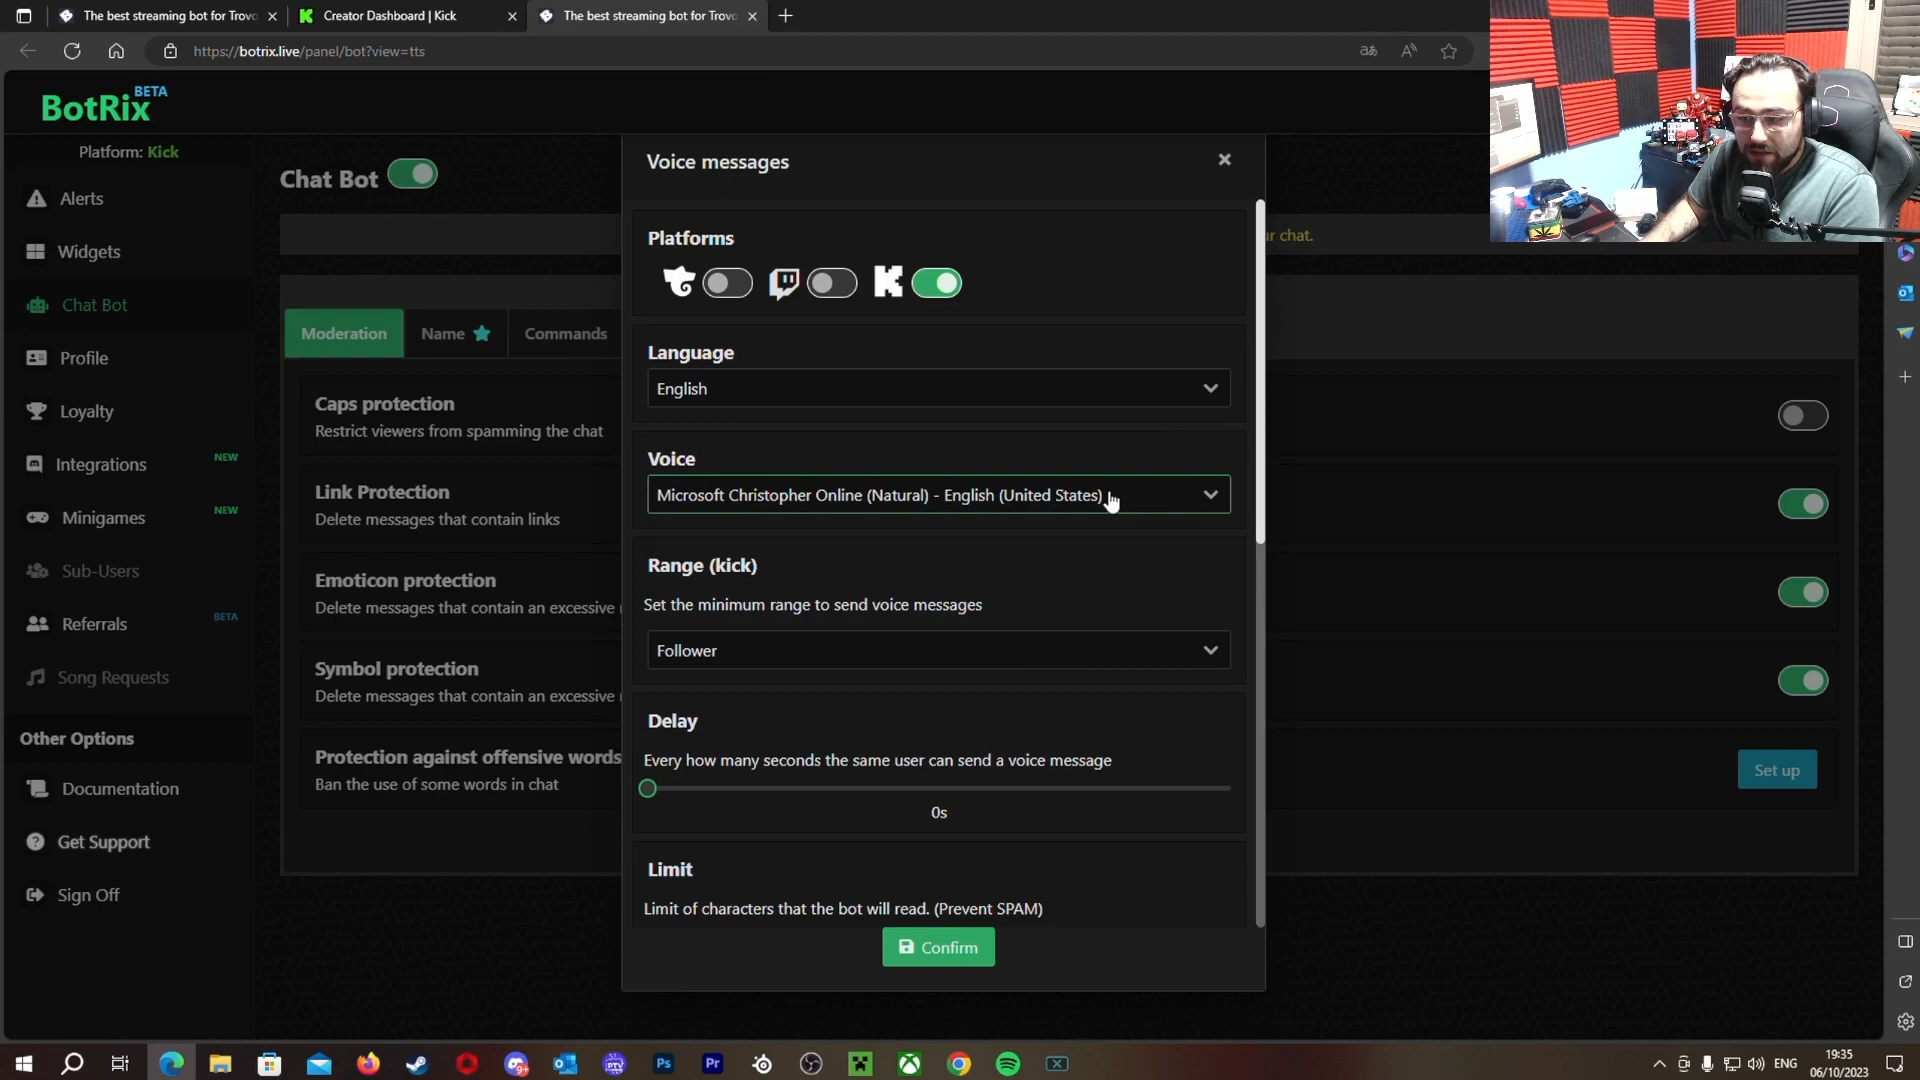 The best streaming bot for Trovo
Creator Dashboard | Kick
The best streaming bot for Trovo
https://botrix.live/panel/bot?view=tts
BotRix
BETA
Platform: Kick
Alerts
Widgets
Chat Bot
Profile
Loyalty
Integrations
NEW
Minigames
NEW
Sub-Users
Referrals
BETA
Song Requests
Other Options
Documentation
Get Support
Sign Off
Chat Bot
ur chat.
Moderation
Name
Commands
Caps protection
Restrict viewers from spamming the chat
Link Protection
Delete messages that contain links
Emoticon protection
Delete messages that contain an excessive
Symbol protection
Delete messages that contain an excessive
Protection against offensive words
Ban the use of some words in chat
Set up
Voice messages
Platforms
Language
English
Voice
Microsoft Christopher Online (Natural) - English (United States)
Range (kick)
Set the minimum range to send voice messages
Follower
Delay
Every how many seconds the same user can send a voice message
0s
Limit
Limit of characters that the bot will read. (Prevent SPAM)
Confirm
9+
IPTV
Ps
Pr
ENG
19:35
06/10/2023